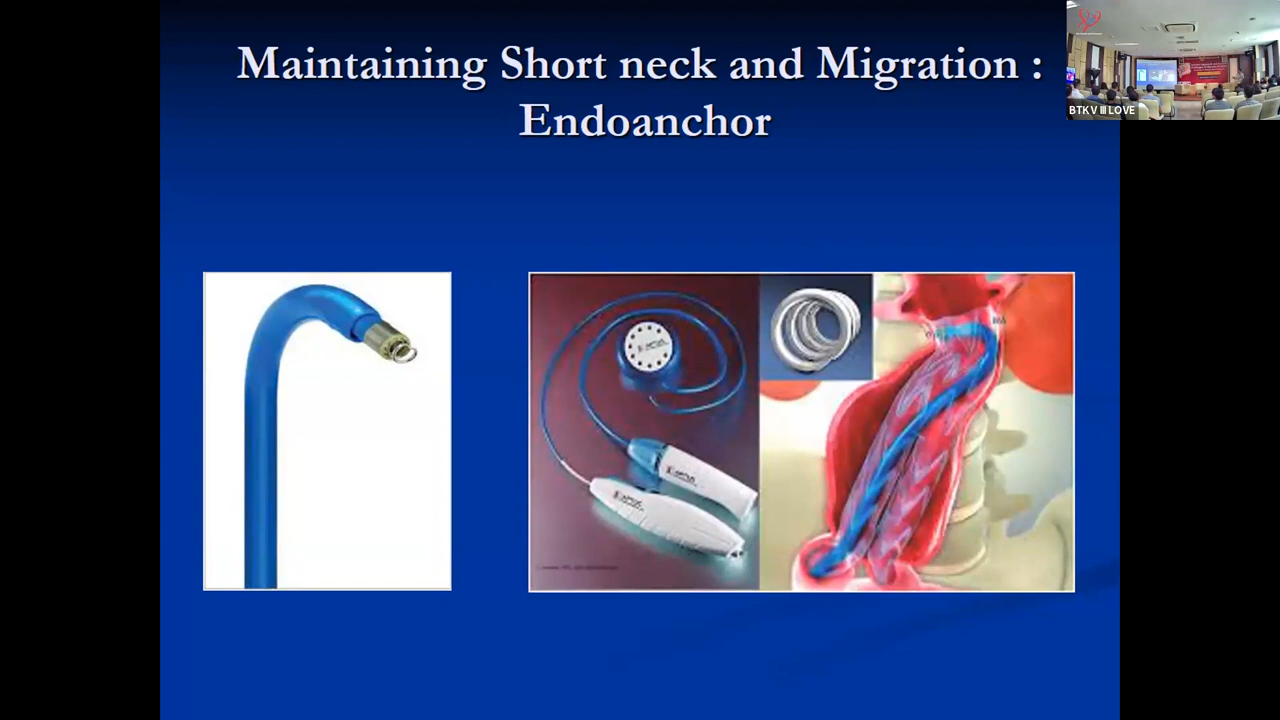 Maintaining Short neck and Migration :
Endoanchor
BTKV III LOVE